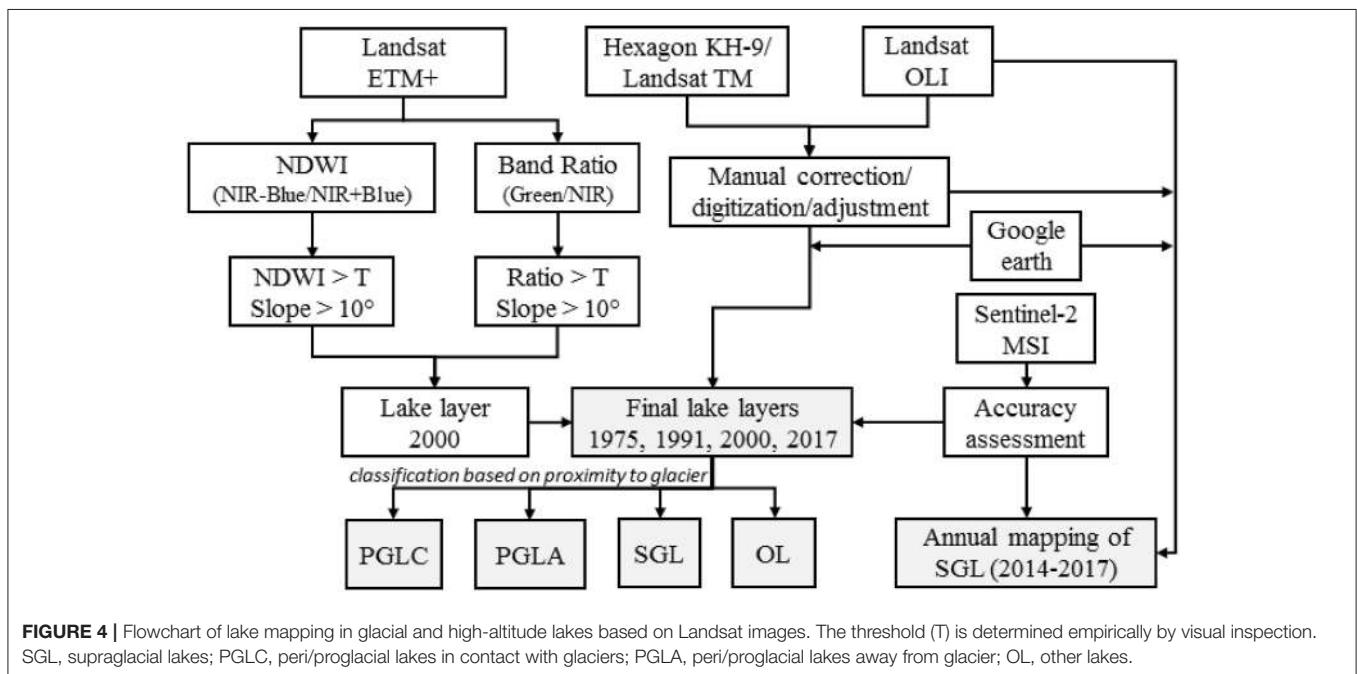 Landsat
ETM+
Hexagon KH-9/
Landsat TM
Landsat
OLI
NDWI
(NIR-Blue/NIR+Blue)
Band Ratio
(Green/NIR)
Manual correction/
digitization/adjustment
Google
earth
NDWI > T
Slope > 10°
Ratio > T
Slope > 10°
Sentinel-2
MSI
Lake layer
2000
Final lake layers
1975, 1991, 2000, 2017
Accuracy
assessment
classification based on proximity to glacier
PGLC
PGLA
SGL
OL
Annual mapping of
SGL (2014-2017)
FIGURE 4 | Flowchart of lake mapping in glacial and high-altitude lakes based on Landsat images. The threshold (T) is determined empirically by visual inspection.
SGL, supraglacial lakes; PGLC, peri/proglacial lakes in contact with glaciers; PGLA, peri/proglacial lakes away from glacier; OL, other lakes.